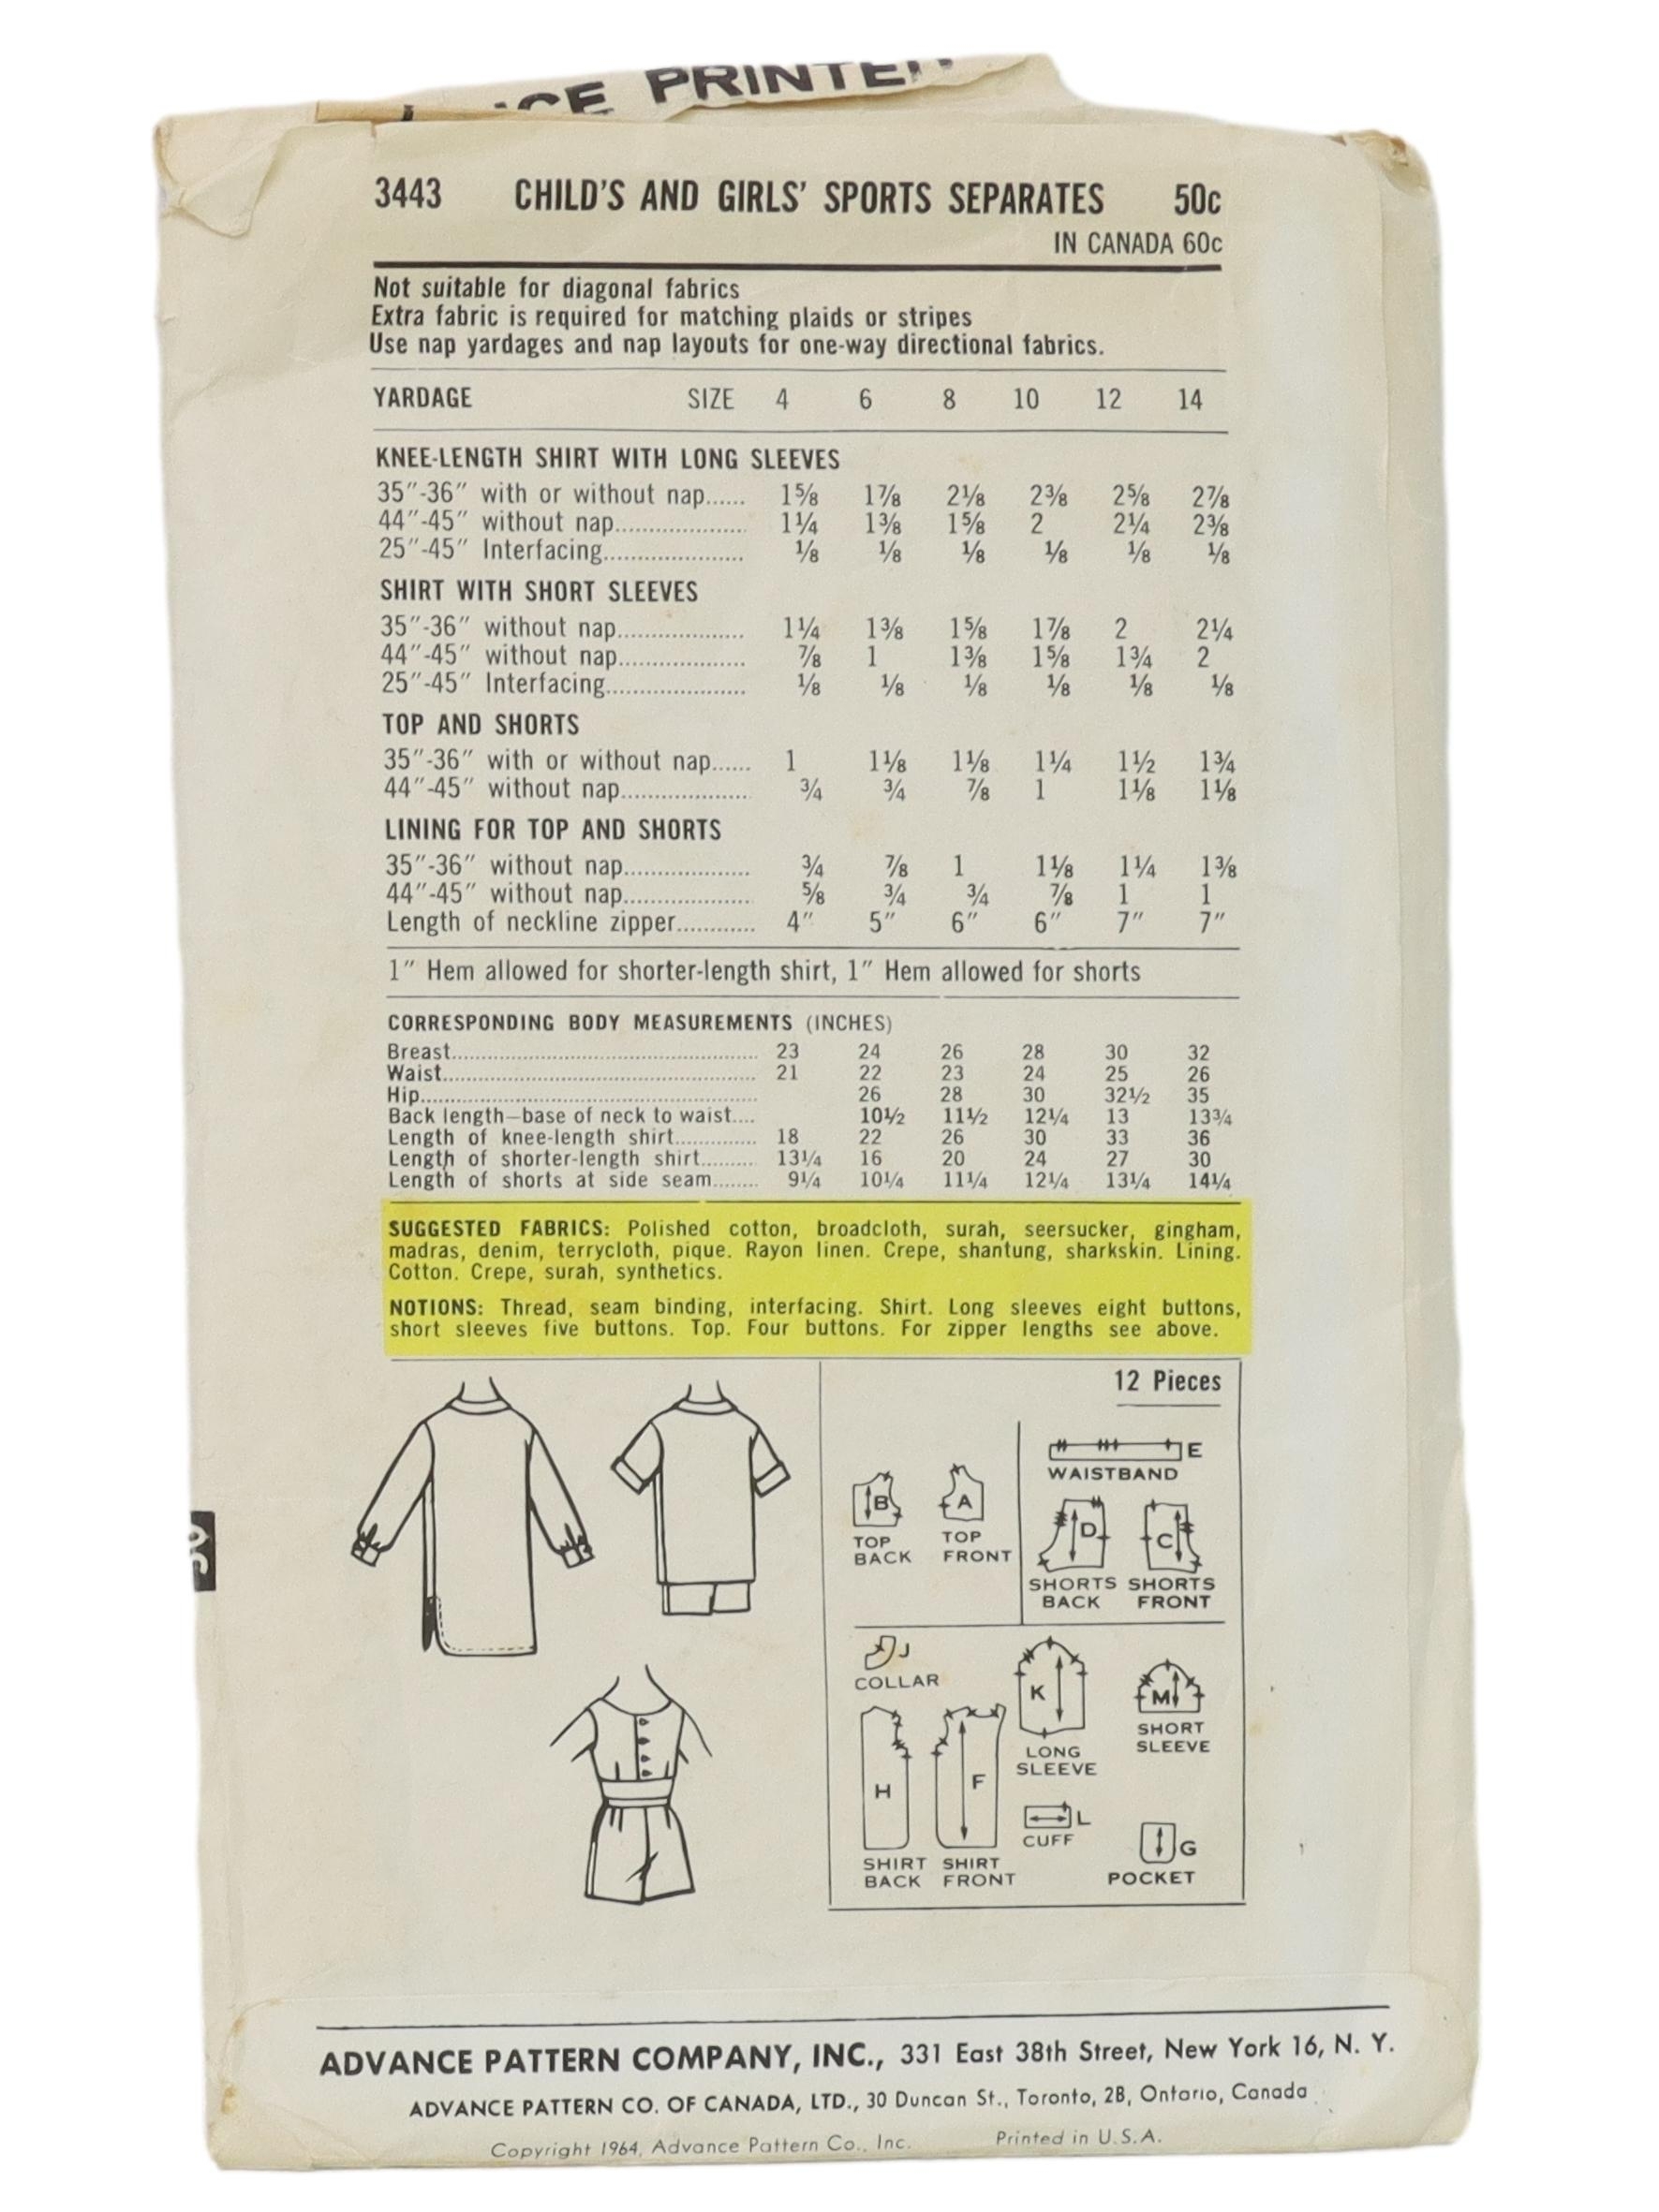 PRINTE
3443 CHILD'S AND GIRLS' SPORTS SEPARATES 50c
IN CANADA 60c
Not suitable for diagonal fabrics
Extra fabric is required for matching plaids or stripes
Use nap yardages and nap layouts for one-way directional fabrics.
YARDAGE SIZE 4 6 8 10 12 14
KNEE-LENGTH SHIRT WITH LONG SLEEVES
35"-36" with or without nap...... 1⅝ 1⅞ 2⅛ 2⅜ 2⅝ 2⅞
44"-45" without nap................... 1¼ 1⅜ 1⅝ 2 2¼ 2⅜
25"-45" Interfacing..................... ⅛ ⅛ ⅛ ⅛ ⅛ ⅛
SHIRT WITH SHORT SLEEVES
35"-36" without nap................... 1¼ 1⅜ 1⅝ 1⅞ 2 2¼
44"-45" without nap................... ⅞ 1 1⅜ 1⅝ 1¾ 2
25"-45" Interfacing..................... ⅛ ⅛ ⅛ ⅛ ⅛ ⅛
TOP AND SHORTS
35"-36" with or without nap...... 1 1⅛ 1⅛ 1¼ 1½ 1¾
44"-45" without nap................... ¾ ¾ ⅞ 1 1⅛ 1⅛
LINING FOR TOP AND SHORTS
35"-36" without nap................... ¾ ⅞ 1 1⅛ 1¼ 1⅜
44"-45" without nap................... ⅝ ¾ ¾ ⅞ 1 1
Length of neckline zipper............ 4" 5" 6" 6" 7" 7"
1" Hem allowed for shorter-length shirt, 1" Hem allowed for shorts
CORRESPONDING BODY MEASUREMENTS (INCHES)
Breast.................................................. 23 24 26 28 30 32
Waist................................................... 21 22 23 24 25 26
Hip....................................................... 26 28 30 32½ 35
Back length—base of neck to waist.... 10½ 11½ 12¼ 13 13¾
Length of knee-length shirt.............. 18 22 26 30 33 36
Length of shorter-length shirt.......... 13¼ 16 20 24 27 30
Length of shorts at side seam........ 9¼ 10¼ 11¼ 12¼ 13¼ 14¼
SUGGESTED FABRICS: Polished cotton, broadcloth, surah, seersucker, gingham,
madras, denim, terrycloth, pique. Rayon linen. Crepe, shantung, sharkskin. Lining.
Cotton. Crepe, surah, synthetics.
NOTIONS: Thread, seam binding, interfacing. Shirt. Long sleeves eight buttons,
short sleeves five buttons. Top. Four buttons. For zipper lengths see above.
12 Pieces
B
TOP
BACK
A
TOP
FRONT
E
WAISTBAND
D
SHORTS
BACK
C
SHORTS
FRONT
J
COLLAR
K
LONG
SLEEVE
M
SHORT
SLEEVE
H
SHIRT
BACK
F
SHIRT
FRONT
L
CUFF
G
POCKET
ADVANCE PATTERN COMPANY, INC., 331 East 38th Street, New York 16, N. Y.
ADVANCE PATTERN CO. OF CANADA, LTD., 30 Duncan St., Toronto, 2B, Ontario, Canada
Copyright 1964, Advance Pattern Co., Inc. Printed in U.S.A.